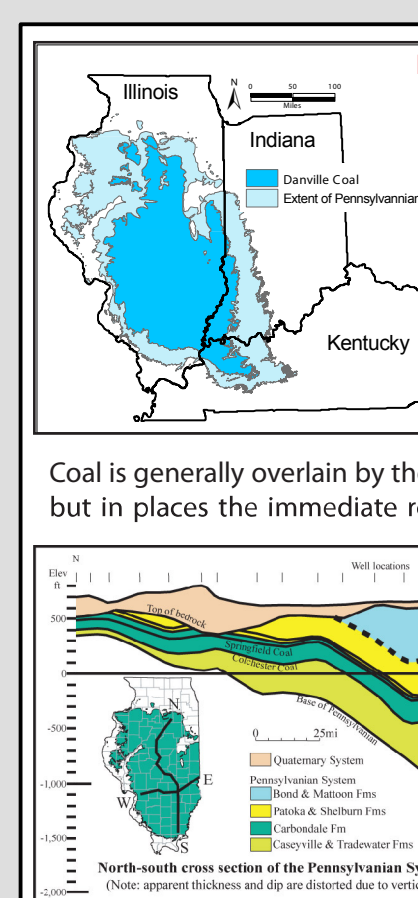 Illinois
N
0 50 100
Miles
Indiana
Danville Coal
Extent of Pennsylvannian
Kentucky
Coal is generally overlain by the
but in places the immediate r
N
Elev
ft
Well locations
500
Top of bedrock
Springfield Coal
Colchester Coal
0
Base of Pennsylvanian
-500
-1,000
-1,500
-2,000
N
E
W
S
0 25mi
Quaternary System
Pennsylvanian System
Bond & Mattoon Fms
Patoka & Shelburn Fms
Carbondale Fm
Caseyville & Tradewater Fms
North-south cross section of the Pennsylvanian Sy
(Note: apparent thickness and dip are distorted due to vertic